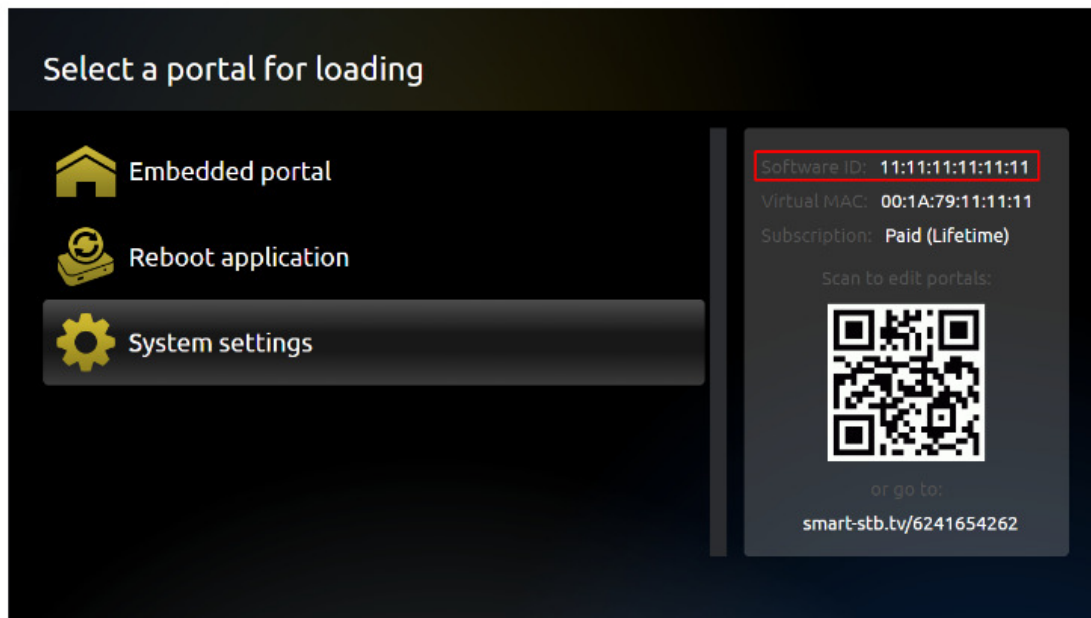 Select a portal for loading
Embedded portal
Reboot application
System settings
Software ID: 11:11:11:11:11:11
Virtual MAC: 00:1A:79:11:11:11
Subscription: Paid (Lifetime)
Scan to edit portals:
or go to:
smart-stb.tv/6241654262